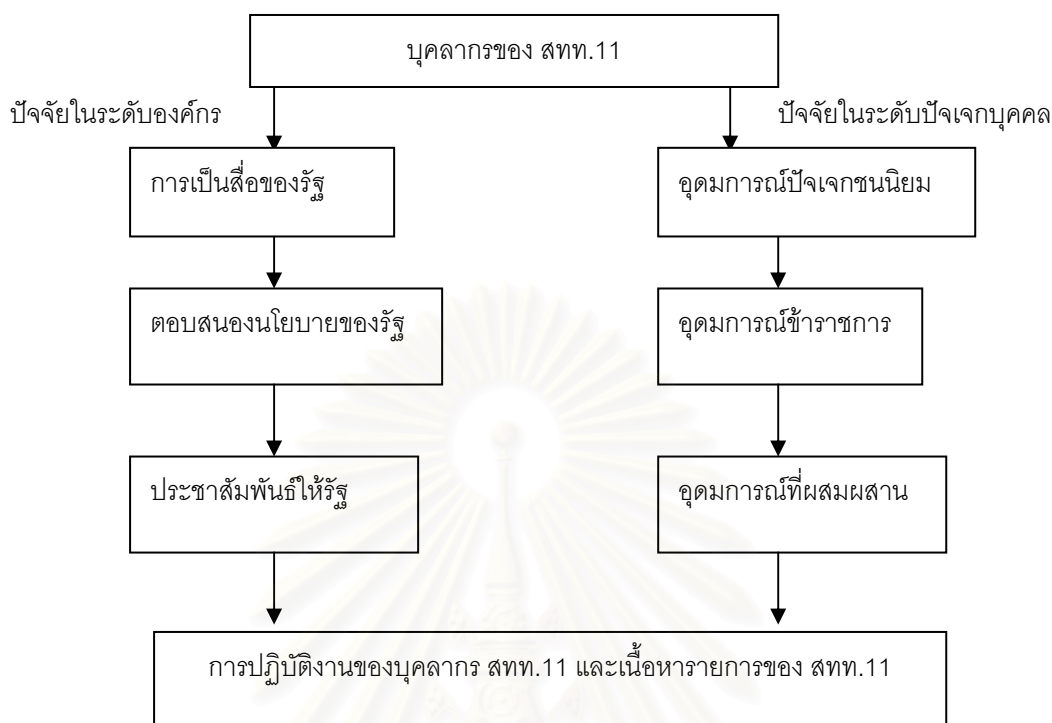 บุคลากรของ สทท.11
ปัจจัยในระดับองค์กร
ปัจจัยในระดับปัจเจกบุคคล
การเป็นสื่อของรัฐ
อุดมการณ์ปัจเจกชนนิยม
ตอบสนองนโยบายของรัฐ
อุดมการณ์ข้าราชการ
ประชาสัมพันธ์ให้รัฐ
อุดมการณ์ที่ผสมผสาน
การปฏิบัติงานของบุคลากร สทท.11 และเนื้อหารายการของ สทท.11